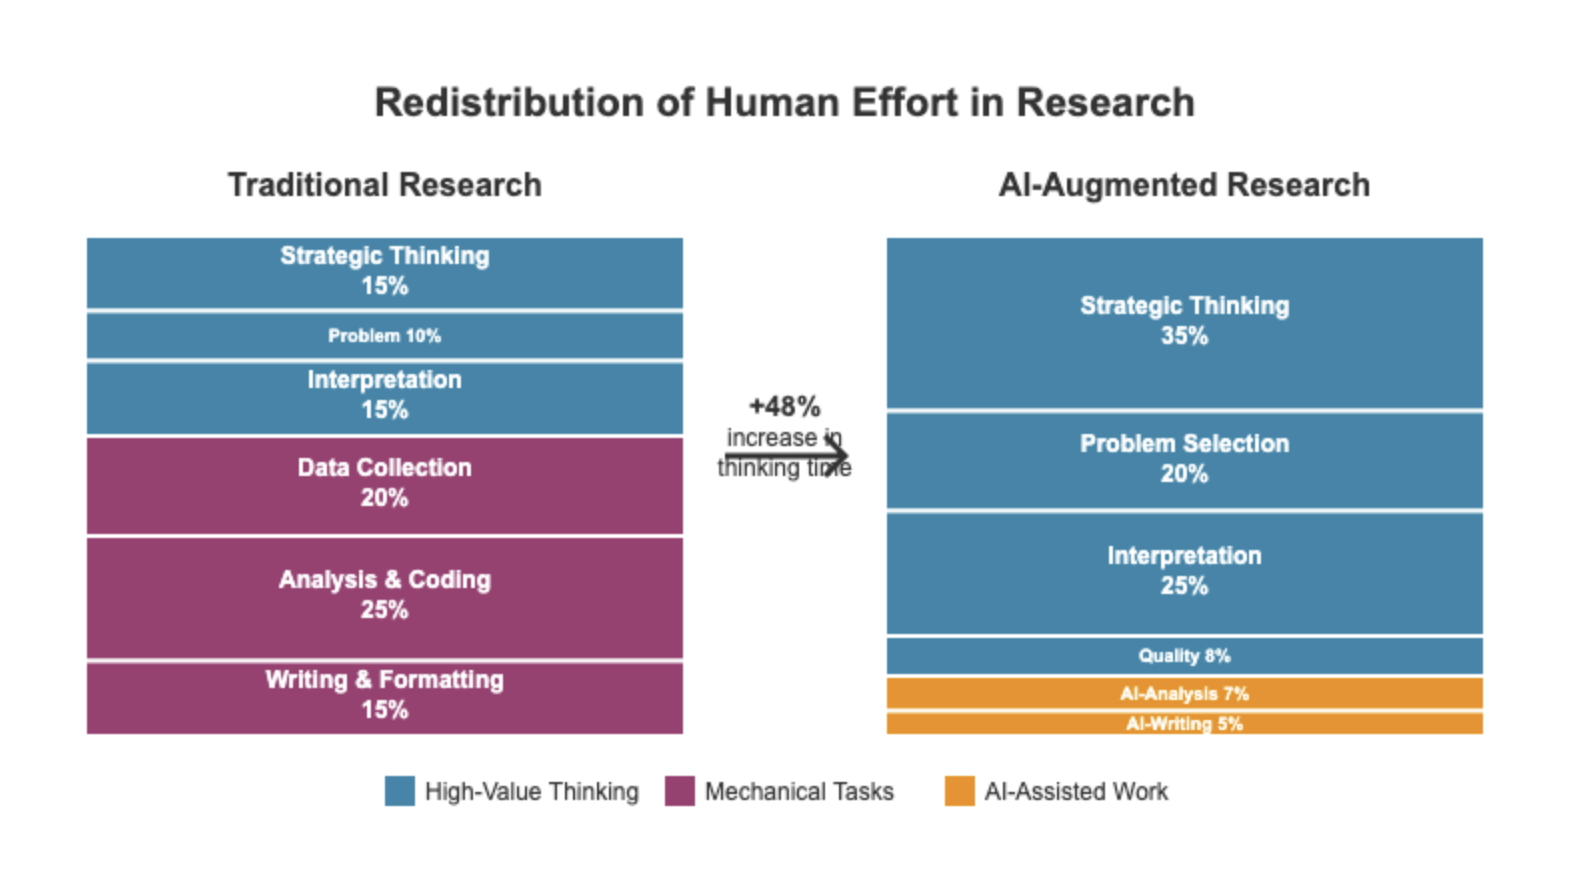 Redistribution of Human Effort in Research
Traditional Research
Strategic Thinking
15%
Problem 10%
Interpretation
15%
Data Collection
20%
Analysis & Coding
25%
Writing & Formatting
15%
+48%
increase in
thinking time
AI-Augmented Research
Strategic Thinking
35%
Problem Selection
20%
Interpretation
25%
Quality 8%
AI-Analysis 7%
AI-Writing 5%
High-Value Thinking
Mechanical Tasks
AI-Assisted Work